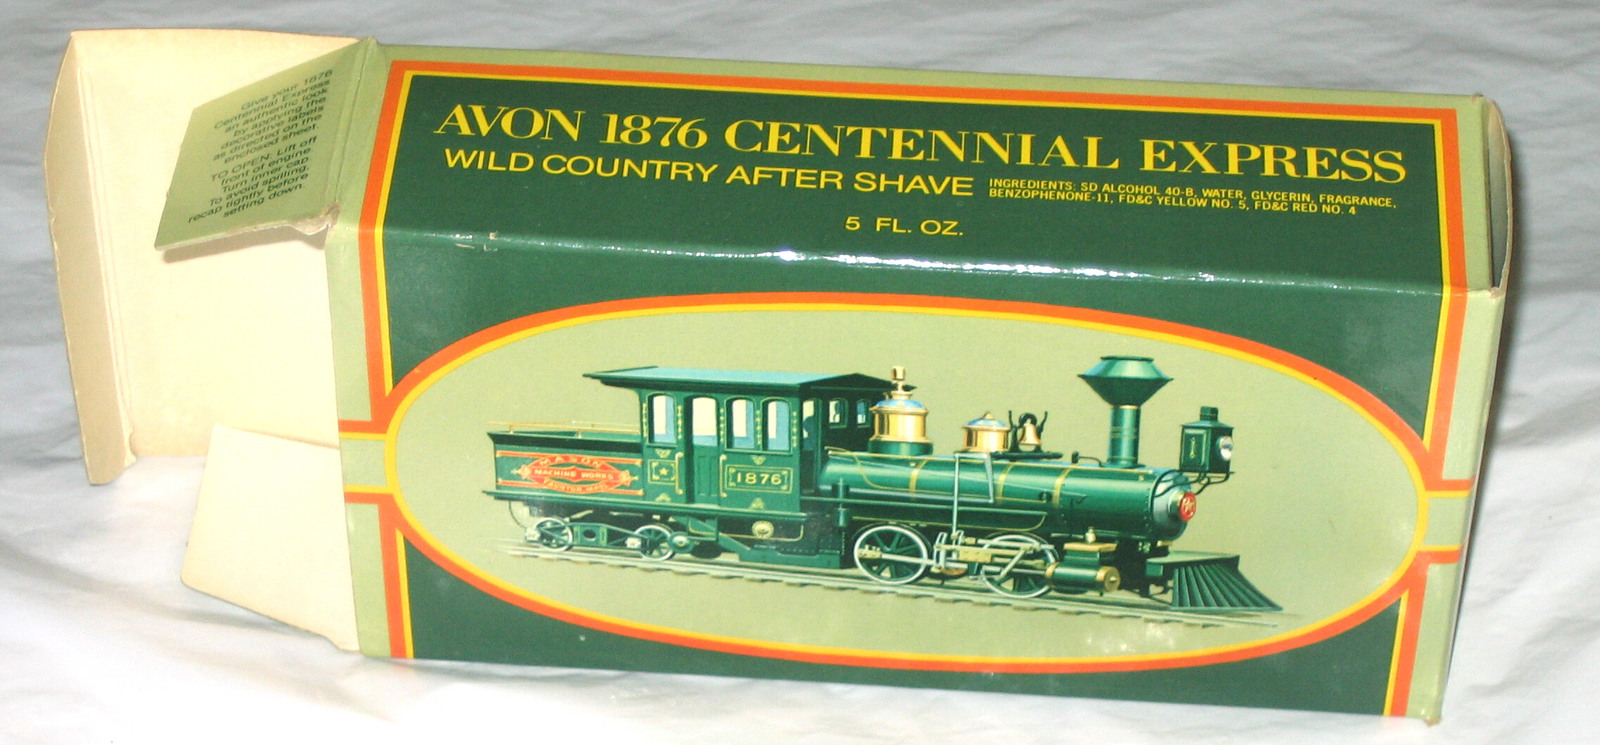 Give your 1876
Centennial Express
an authentic look
by applying the
decorative labels
as directed on the
enclosed sheet.
TO OPEN: Lift off
front of engine.
Turn inner cap
To avoid spilling,
recap tightly before
setting down.
AVON 1876 CENTENNIAL EXPRESS
WILD COUNTRY AFTER SHAVE
INGREDIENTS: SD ALCOHOL 40-B, WATER, GLYCERIN, FRAGRANCE,
BENZOPHENONE-11, FD&C YELLOW NO. 5, FD&C RED NO. 4
5 FL. OZ.
MASON
MACHINE WORKS
TAUNTON MASS.
1876